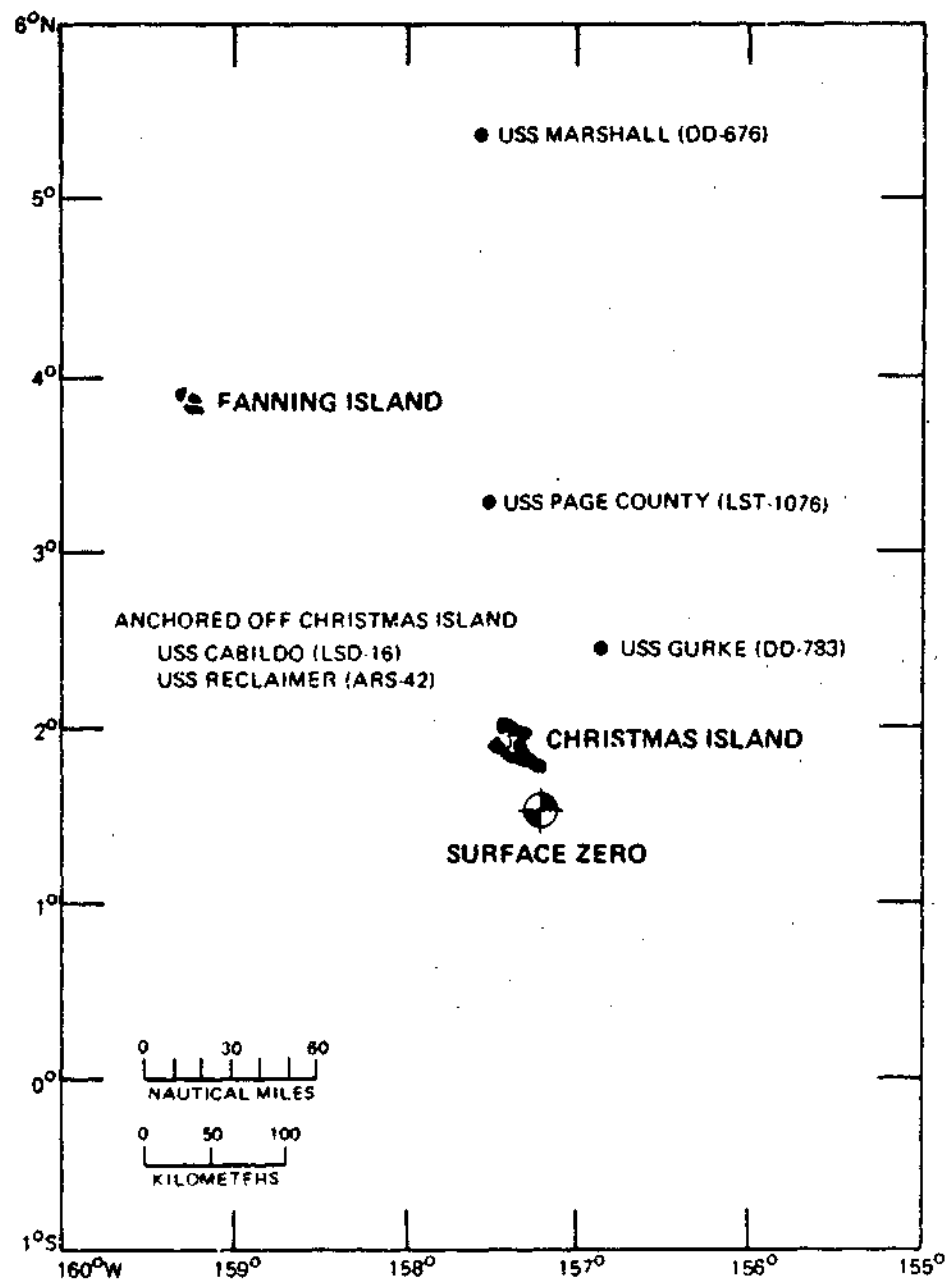 6°N
USS MARSHALL (DD-676)
5°
4°
FANNING ISLAND
USS PAGE COUNTY (LST-1076)
3°
ANCHORED OFF CHRISTMAS ISLAND
USS CABILDO (LSD-16)
USS RECLAIMER (ARS-42)
USS GURKE (DD-783)
2°
CHRISTMAS ISLAND
SURFACE ZERO
1°
0 30 60
NAUTICAL MILES
0°
0 50 100
KILOMETERS
1°S
160°W 159° 158° 157° 156° 155°